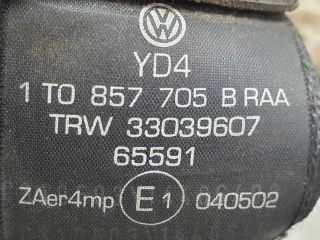 YD4
1 T0 857 705 B RAA
TRW 33039607
65591
ZAer4mp E1 040502